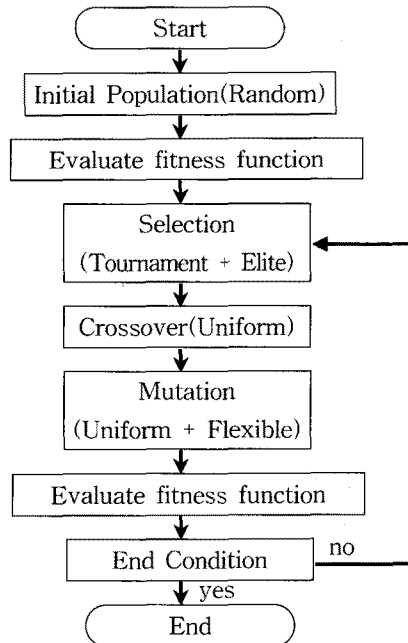 Start
Initial Population(Random)
Evaluate fitness function
Selection
(Tournament + Elite)
Crossover(Uniform)
Mutation
(Uniform + Flexible)
Evaluate fitness function
End Condition
no
yes
End